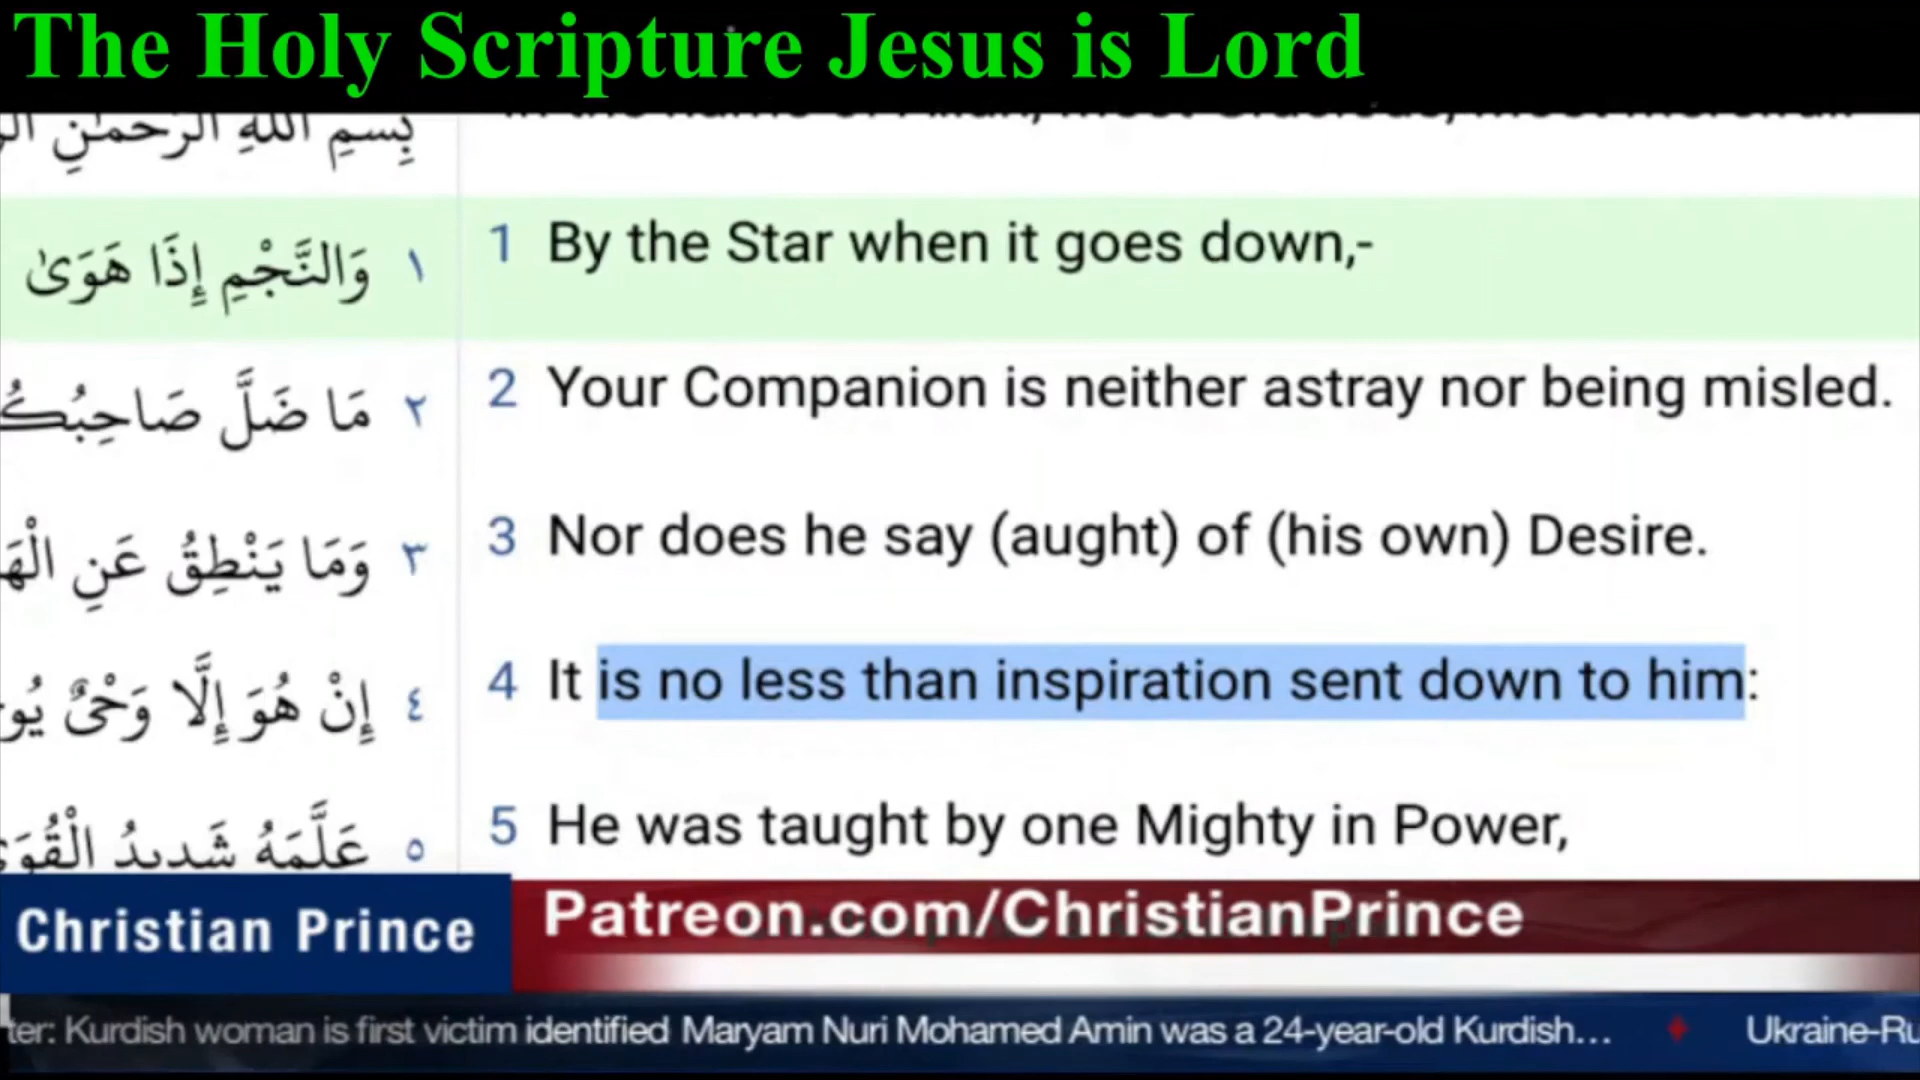 The Holy Scripture Jesus is Lord
بِسمِ اللَّهِ الرَّحمٰنِ
١ وَالنَّجْمِ إِذَا هَوَىٰ
1 By the Star when it goes down,-
٢ مَا ضَلَّ
2 Your Companion is neither astray nor being misled.
٣ وَمَا يَنْطِقُ عَنِ
3 Nor does he say (aught) of (his own) Desire.
٤ إِنْ هُوَ إِلَّا وَحْىٌ
4 It is no less than inspiration sent down to him:
٥ عَلَّمَهُ شَدِيدُ
5 He was taught by one Mighty in Power,
Christian Prince
Patreon.com/ChristianPrince
ter: Kurdish woman is first victim identified Maryam Nuri Mohamed Amin was a 24-year-old Kurdish... Ukraine-Ru